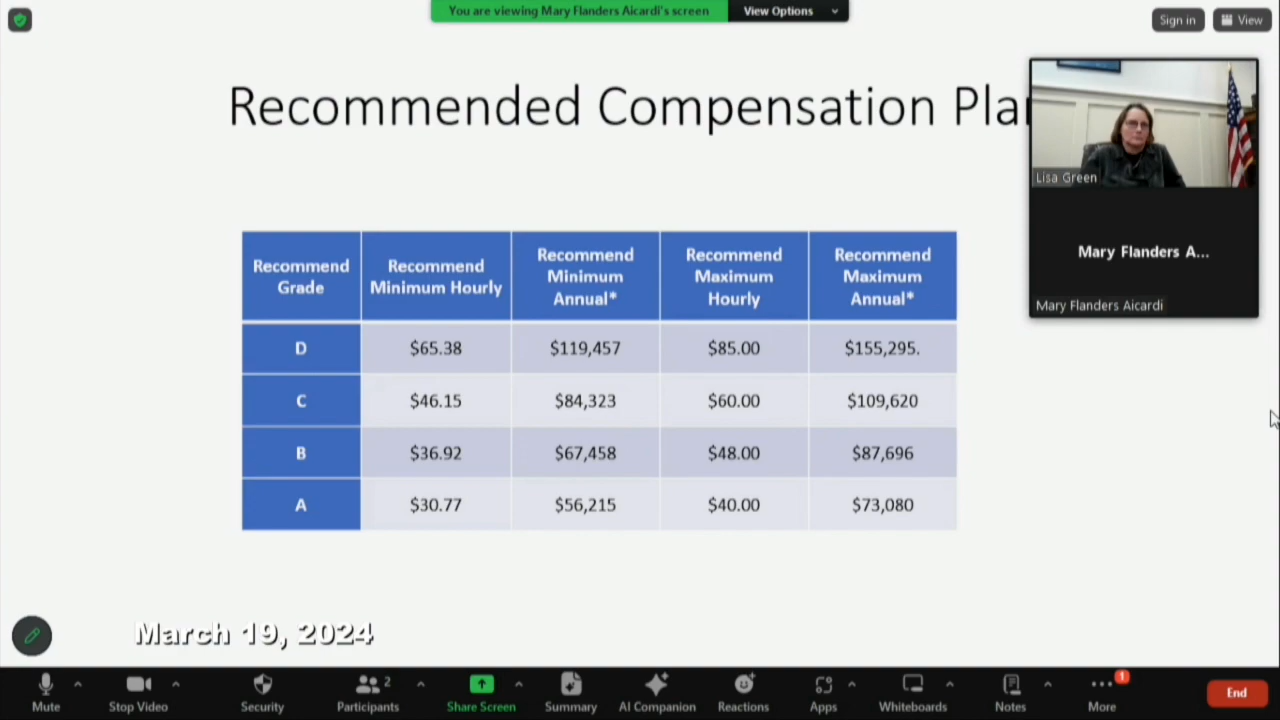 You are viewing Mary Flanders Aicardi's screen
View Options
Sign in
View
Recommended Compensation Plan
Lisa Green
Mary Flanders A...
Mary Flanders Aicardi
Recommend Grade
Recommend Minimum Hourly
Recommend Minimum Annual*
Recommend Maximum Hourly
Recommend Maximum Annual*
D $65.38 $119,457 $85.00 $155,295.
C $46.15 $84,323 $60.00 $109,620
B $36.92 $67,458 $48.00 $87,696
A $30.77 $56,215 $40.00 $73,080
March 19, 2024
2
1
Mute
Stop Video
Security
Participants
Share Screen
Summary
AI Companion
Reactions
Apps
Whiteboards
Notes
More
End